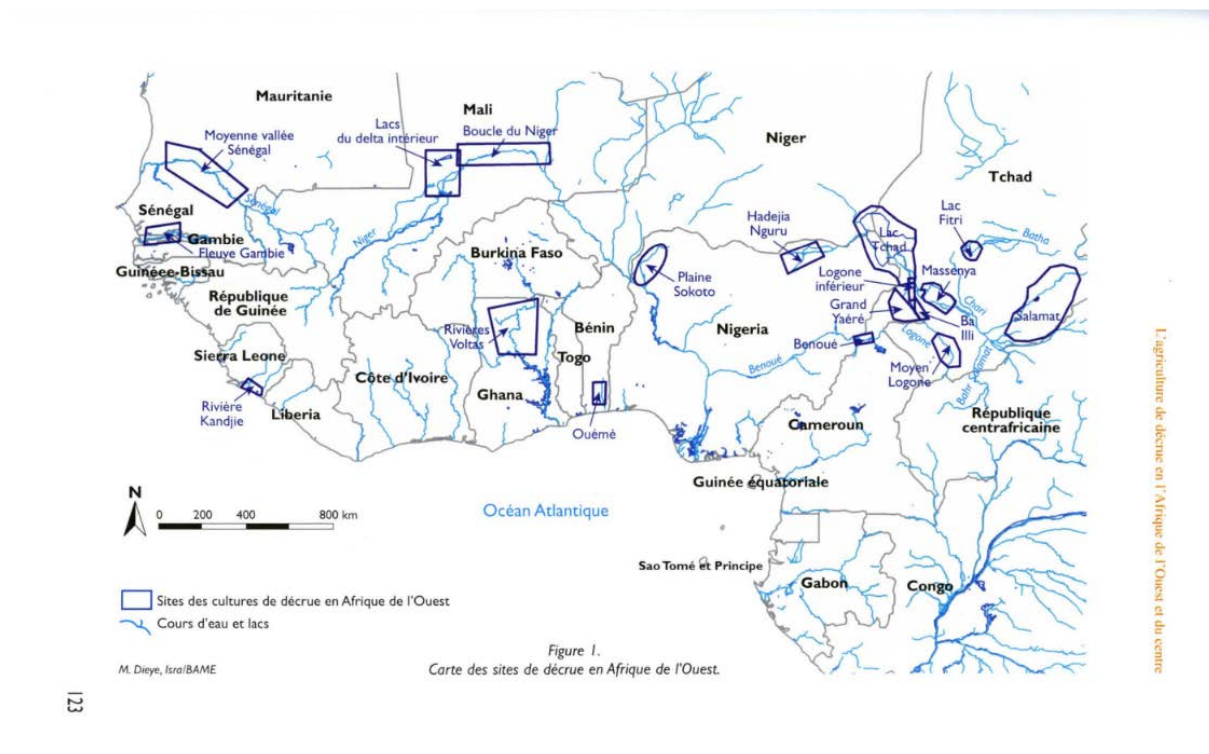 Mauritanie
Mali
Niger
Tchad
Moyenne vallée
Sénégal
Lacs
du delta intérieur
Boucle du Niger
Sénégal
Sénégal
Gambie
Fleuve Gambie
Guinéee-Bissau
République
de Guinée
Niger
Burkina Faso
Hadejia
Nguru
Lac
Tchad
Lac
Fitri
Batha
Plaine
Sokoto
Logone
inférieur
Massenya
Grand
Yaéré
Chari
Salamat
Ba
Illi
Rivières
Voltas
Bénin
Nigeria
Benoué
Benoué
Logone
Moyen
Logone
Bahr Salamat
Sierra Leone
Côte d'Ivoire
Togo
Ghana
Rivière
Kandjie
Liberia
Ouémé
Cameroun
République
centrafricaine
Guinée équatoriale
Océan Atlantique
Sao Tomé et Principe
Gabon
Congo
N
0 200 400 800 km
Sites des cultures de décrue en Afrique de l'Ouest
Cours d'eau et lacs
M. Dieye, Isra/BAME
Figure 1.
Carte des sites de décrue en Afrique de l'Ouest.
L'agriculture de décrue en l'Afrique de l'Ouest et du centre
123